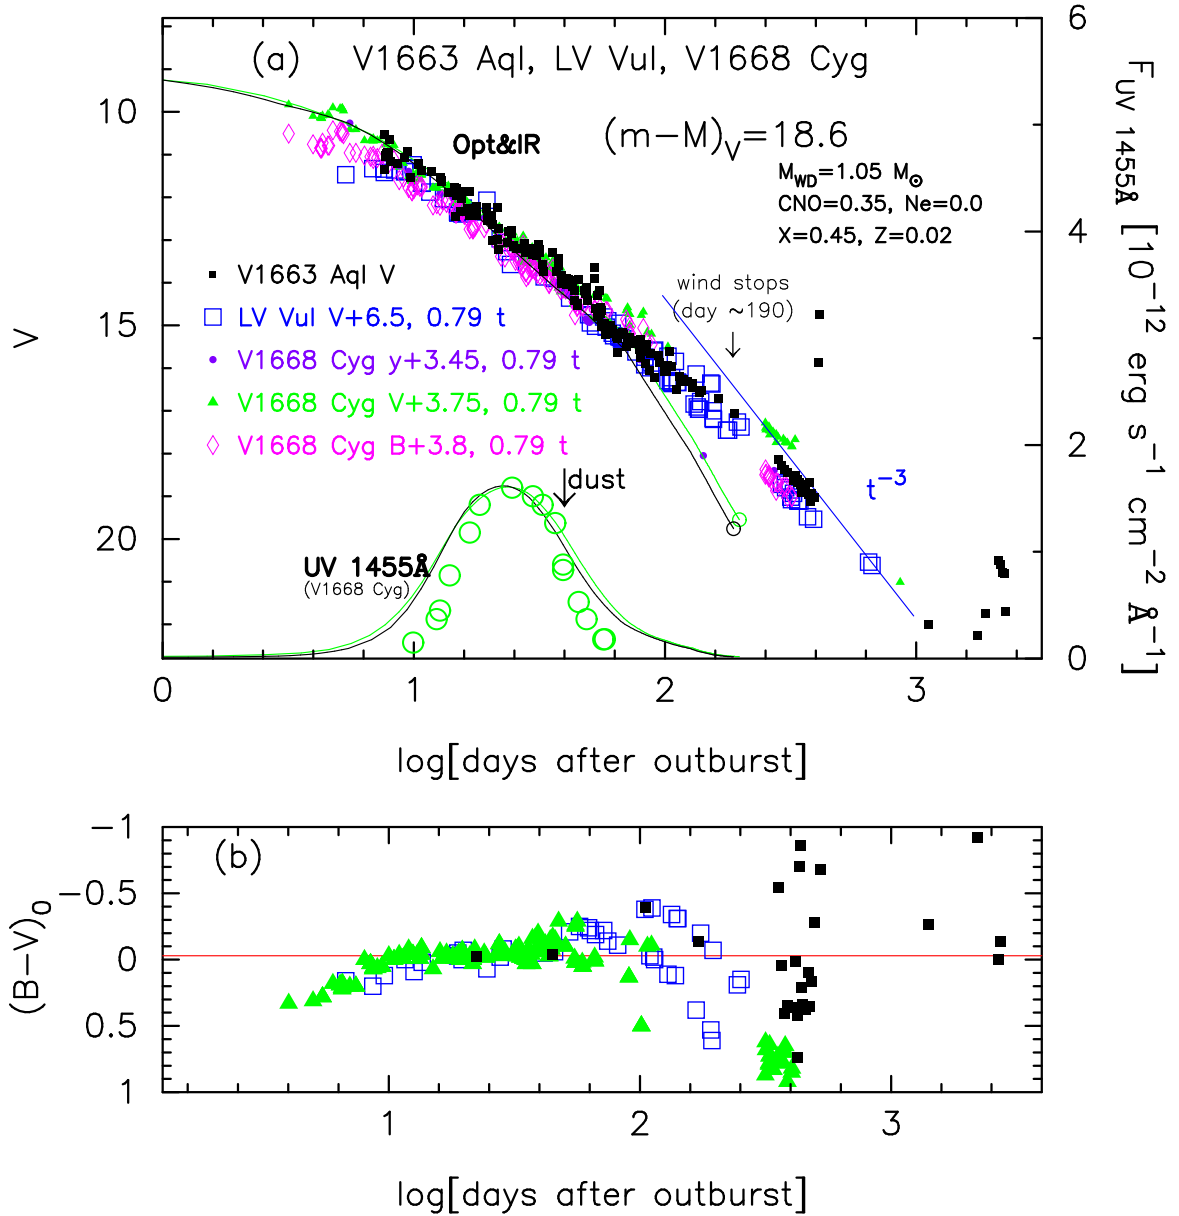 (a) V1663 Aql, LV Vul, V1668 Cyg
Opt&IR
(m−M)V=18.6
MWD=1.05 M⊙
CNO=0.35, Ne=0.0
X=0.45, Z=0.02
V1663 Aql V
LV Vul V+6.5, 0.79 t
V1668 Cyg y+3.45, 0.79 t
V1668 Cyg V+3.75, 0.79 t
V1668 Cyg B+3.8, 0.79 t
wind stops
(day ~190)
dust
t−3
UV 1455Å
(V1668 Cyg)
V
10
15
20
6
4
2
0
FUV 1455Å [10−12 erg s−1 cm−2 Å−1]
0 1 2 3
log[days after outburst]
(b)
(B−V)0
−1
−0.5
0
0.5
1
1 2 3
log[days after outburst]